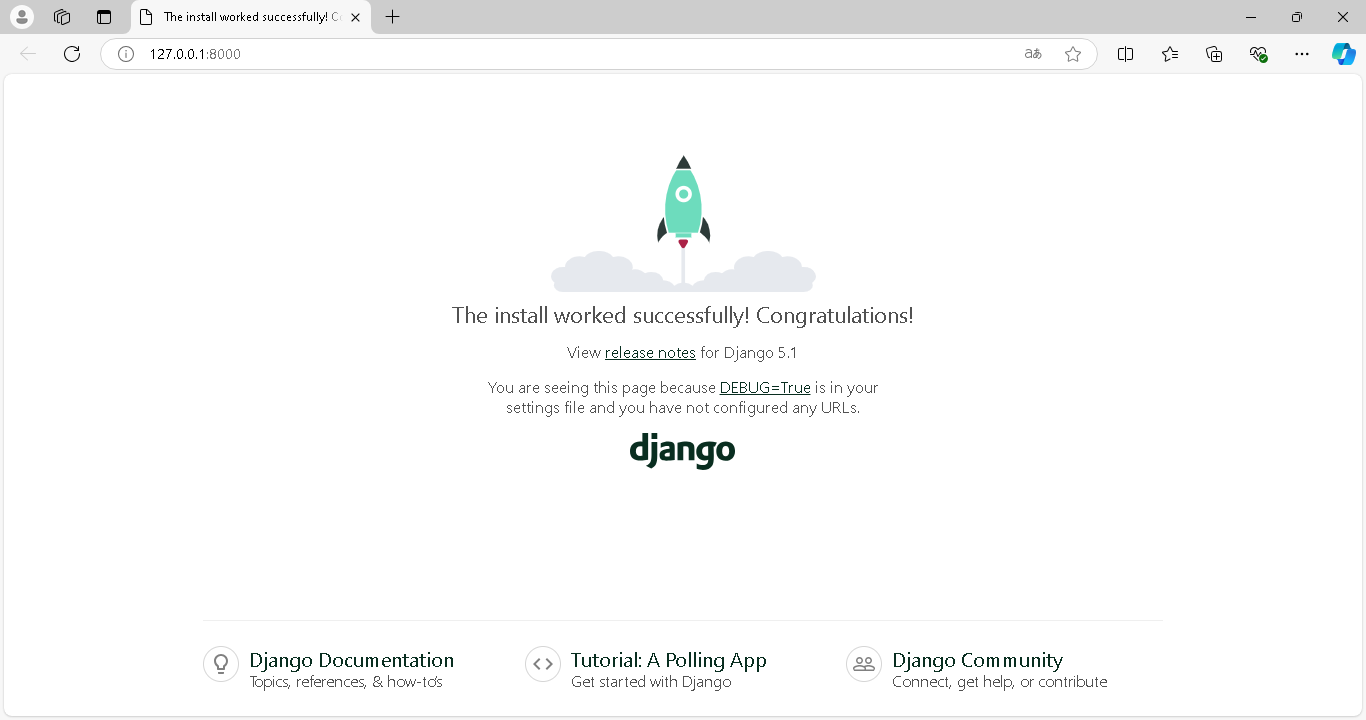 The install worked successfully! Co
127.0.0.1:8000
aあ
The install worked successfully! Congratulations!
View release notes for Django 5.1
You are seeing this page because DEBUG=True is in your
settings file and you have not configured any URLs.
django
Django Documentation
Topics, references, & how-to's
Tutorial: A Polling App
Get started with Django
Django Community
Connect, get help, or contribute